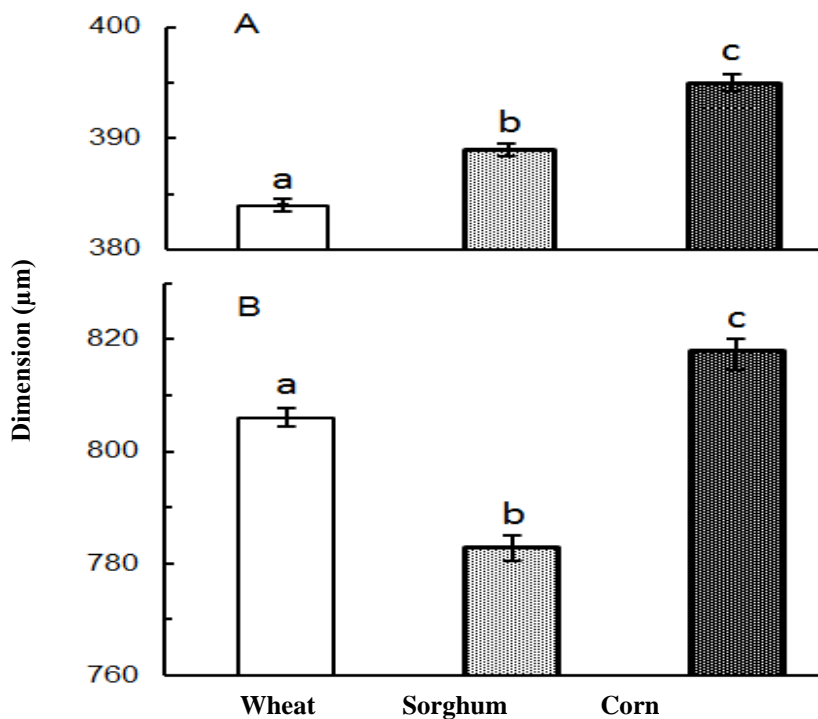 Dimension (µm)
400
390
380
A
a
b
c
820
800
780
760
B
a
b
c
Wheat Sorghum Corn